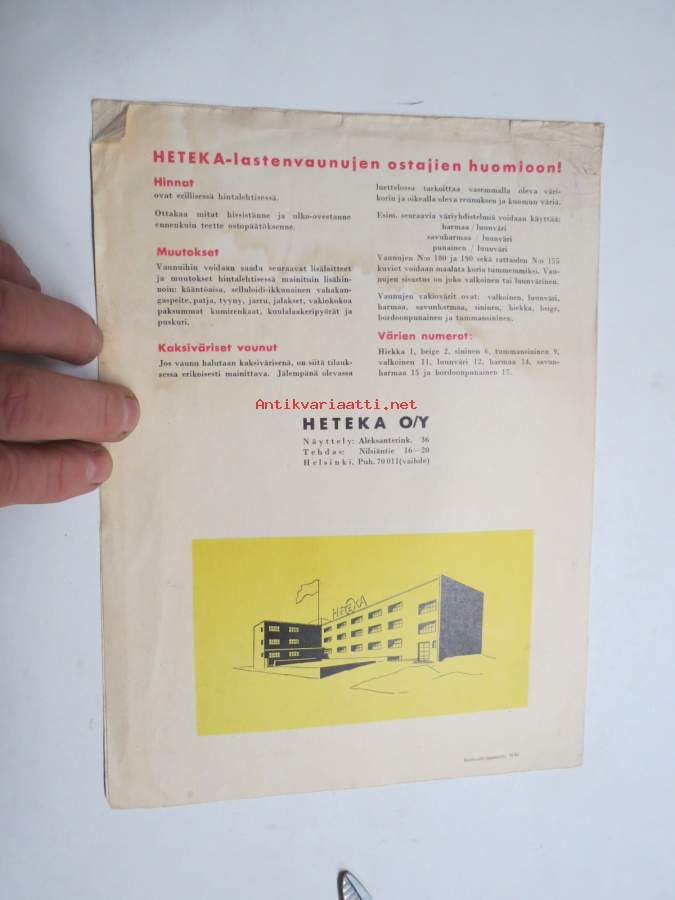 HETEKA-lastenvaunujen ostajien huomioon!
Hinnat
ovat erillisessä hintalehtisessä.
Ottakaa mitat hissistänne ja ulko-ovestanne
ennenkuin teette ostopäätöksenne.
Muutokset
Vaunuihin voidaan saada seuraavat lisälaitteet
ja muutokset hintalehtisessä mainituin lisähin-
noin: kääntöaisa, selluloidi-ikkunainen vahakan-
gaspeite, patja, tyyny, jarru, jalakset, vakiokokoa
paksummat kumirenkaat, kuulalaakeripyörät ja
puskuri.
Kaksiväriset vaunut
Jos vaunu halutaan kaksivärisenä, on siitä tilauk-
sessa erikoisesti mainittava. Jälempänä olevassa
luettelossa tarkoittaa vasemmalla oleva väri-
korin ja oikealla oleva reunuksen ja kuomun väriä.
Esim. seuraavia väriyhdistelmiä voidaan käyttää:
harmaa / luunväri
savuharmaa / luunväri
punainen / luunväri
Vaunujen N:o 180 ja 190 sekä rattaiden N:o 155
kuviot voidaan maalata koria tummemmiksi. Vau-
nujen sisustus on joko valkoinen tai luunvärinen.
Vaunujen vakiovärit ovat: valkoinen, luunväri,
harmaa, savunharmaa, sininen, hiekka, beige,
bordoonpunainen ja tummansininen.
Värien numerot:
Hiekka 1, beige 2, sininen 6, tummansininen 9,
valkoinen 11, luunväri 12, harmaa 14, savun-
harmaa 15 ja bordoonpunainen 17.
Antikvariaatti.net
HETEKA O/Y
Näyttely: Aleksanterink. 36
Tehdas: Nilsiäntie 16—20
Helsinki, Puh. 70 011 (vaihde)
HETEKA